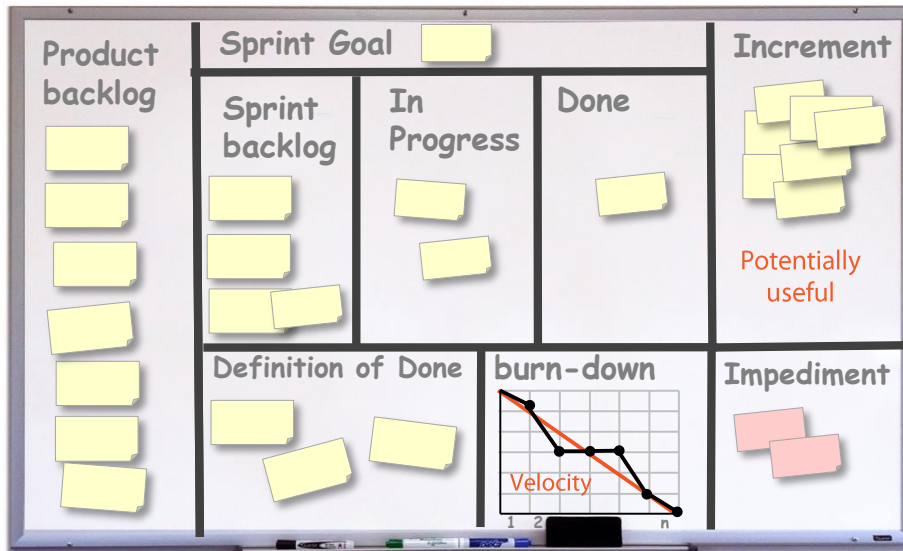 Product
backlog
Sprint Goal
Increment
Sprint
backlog
In
Progress
Done
Potentially
useful
Definition of Done
burn-down
Velocity
1 2 n
Impediment